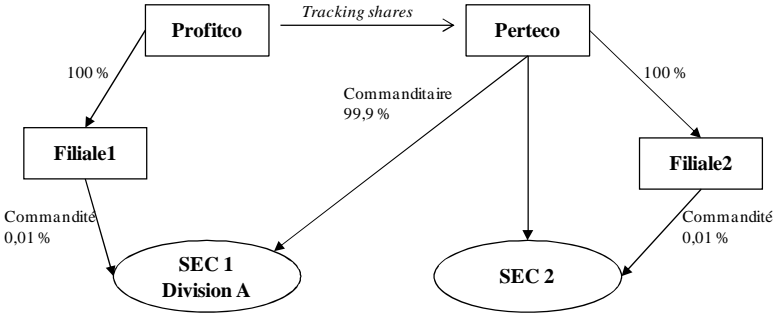 Tracking shares
Profitco
Perteco
100 %
100 %
Commanditaire
99,9 %
Filiale1
Filiale2
Commandité
0,01 %
Commandité
0,01 %
SEC 1
Division A
SEC 2